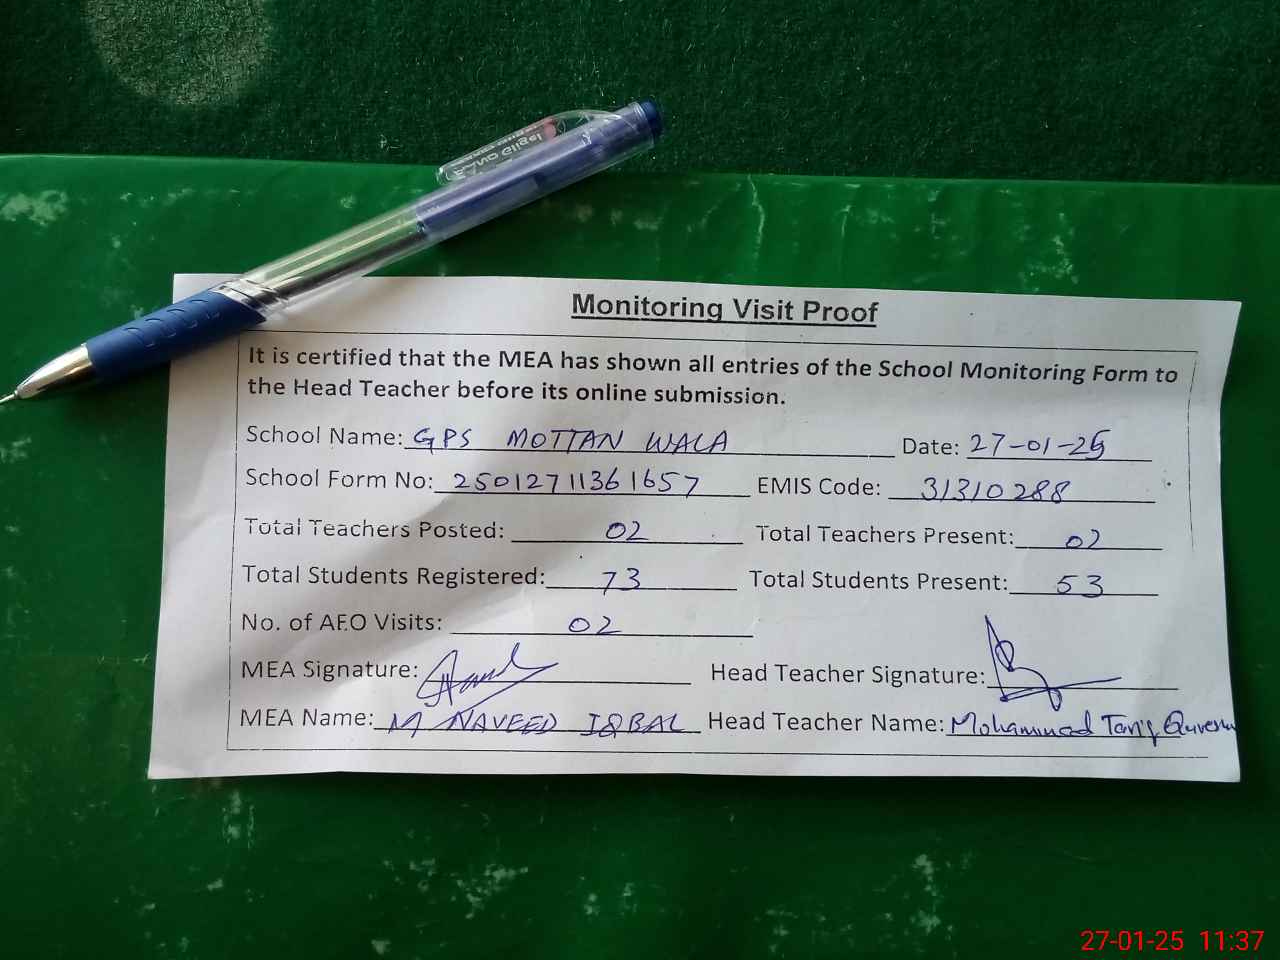 Monitoring Visit Proof
It is certified that the MEA has shown all entries of the School Monitoring Form to
the Head Teacher before its online submission.
School Name: GPS MOTTAN WALA Date: 27-01-25
School Form No: 25012711361657 EMIS Code: 31310288
Total Teachers Posted: 02 Total Teachers Present: 02
Total Students Registered: 73 Total Students Present: 53
No. of AEO Visits: 02
MEA Signature: Head Teacher Signature:
MEA Name: M NAVEED IQBAL Head Teacher Name: Mohammad Tariq
27-01-25 11:37